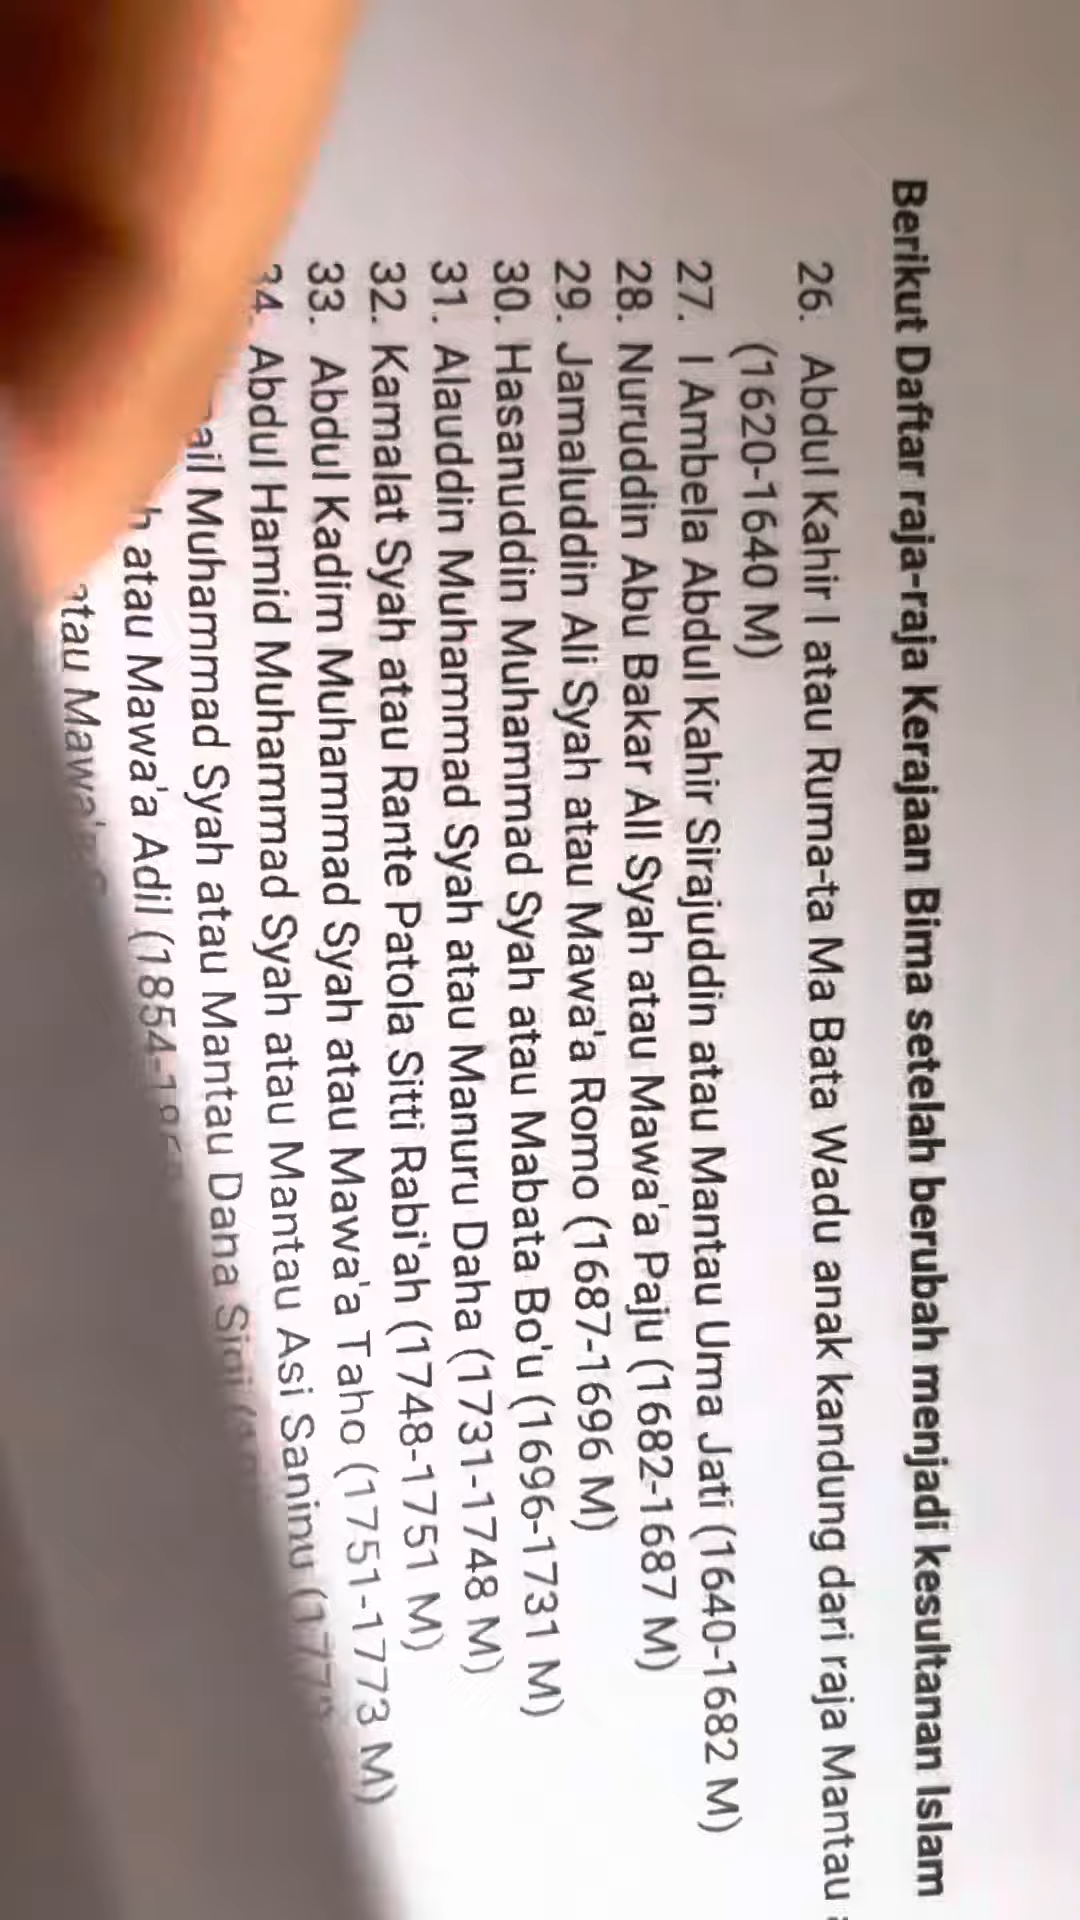 Berikut Daftar raja-raja Kerajaan Bima setelah berubah menjadi kesultanan Islam
26. Abdul Kahir I atau Ruma-ta Ma Bata Wadu anak kandung dari raja Mantau
(1620-1640 M)
27. I Ambela Abdul Kahir Sirajuddin atau Mantau Uma Jati (1640-1682 M)
28. Nuruddin Abu Bakar All Syah atau Mawa'a Paju (1682-1687 M)
29. Jamaluddin Ali Syah atau Mawa'a Romo (1687-1696 M)
30. Hasanuddin Muhammad Syah atau Mabata Bo'u (1696-1731 M)
31. Alauddin Muhammad Syah atau Manuru Daha (1731-1748 M)
32. Kamalat Syah atau Rante Patola Sitti Rabi'ah (1748-1751 M)
33. Abdul Kadim Muhammad Syah atau Mawa'a Taho (1751-1773 M)
34. Abdul Hamid Muhammad Syah atau Mantau Asi Saninu
Muhammad Syah atau Mantau Dana
atau Mawa'a Adil (1854-